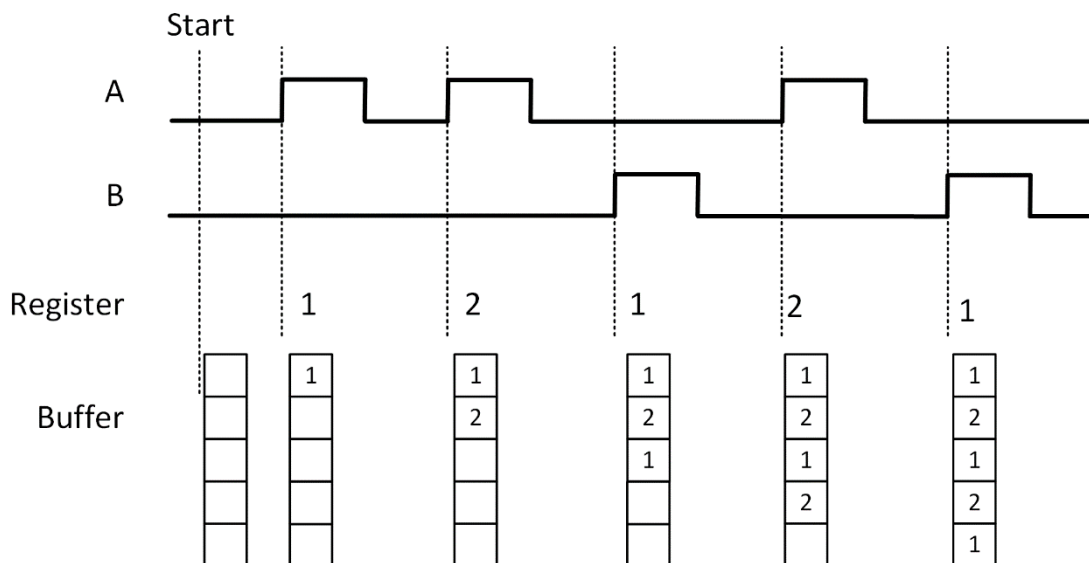 Start
A
B
Register 1 2 1 2 1
1 1 1 1 1
Buffer 2 2 2 2
1 1 1
2 2
1